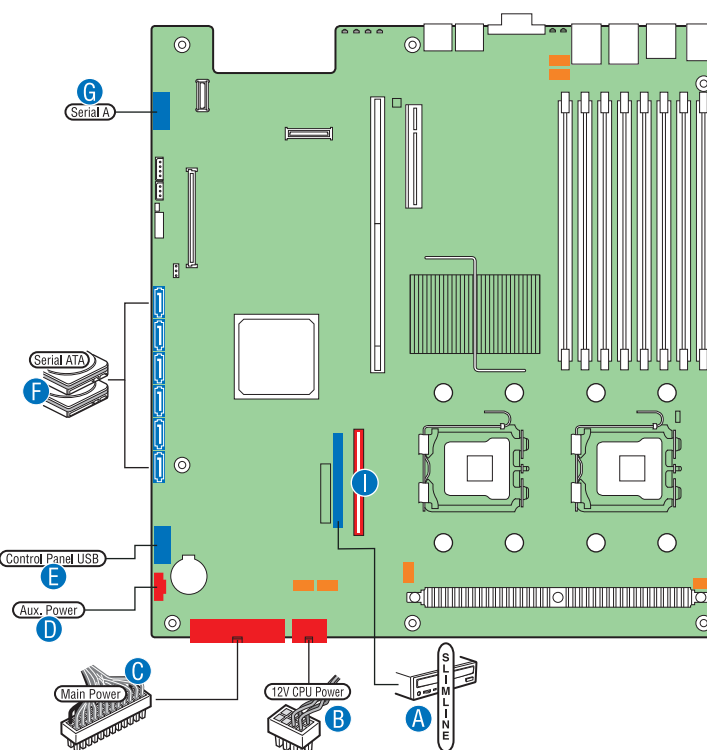 G
Serial A
Serial ATA
F
I
Control Panel USB
E
Aux. Power
D
C
Main Power
12V CPU Power
B
A
SLIMLINE